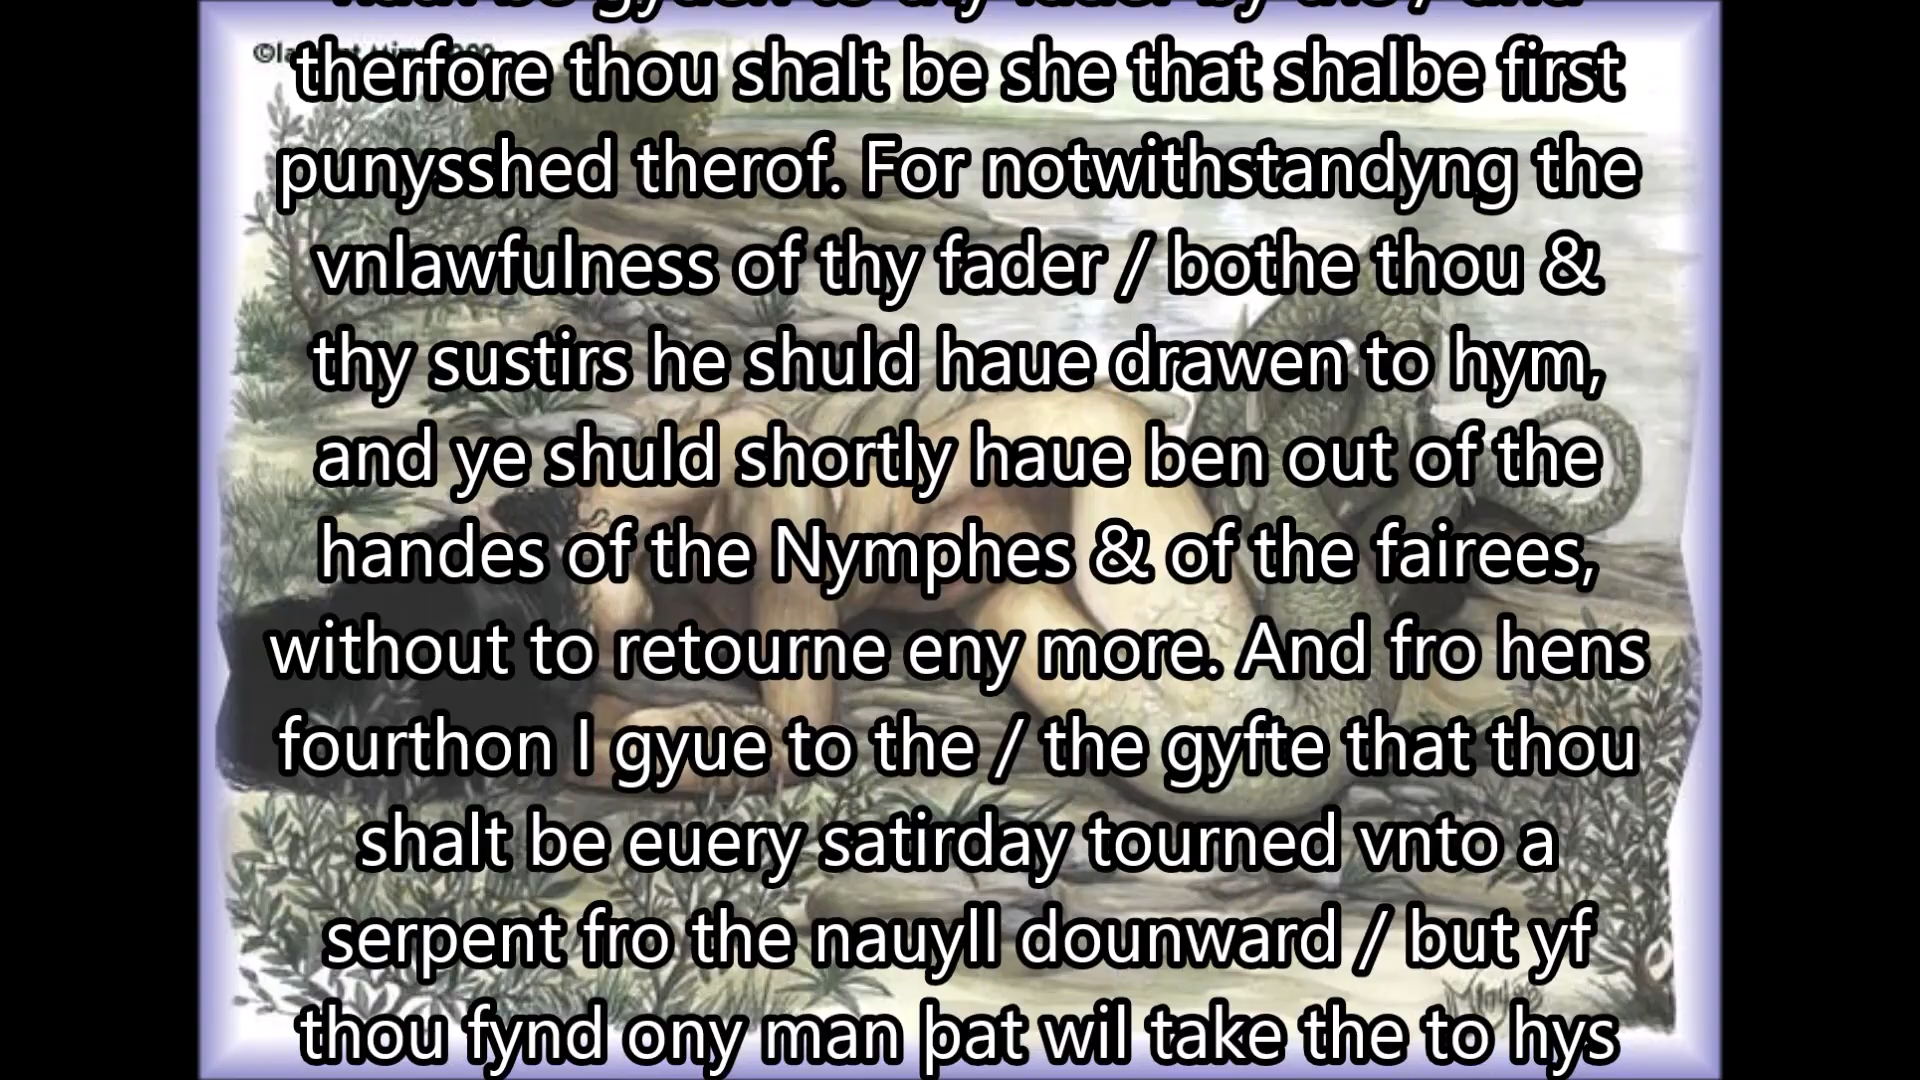 therfore thou shalt be she that shalbe first
punysshed therof. For notwithstandyng the
vnlawfulness of thy fader / bothe thou &
thy sustirs he shuld haue drawen to hym,
and ye shuld shortly haue ben out of the
handes of the Nymphes & of the fairees,
without to retourne eny more. And fro hens
fourthon I gyue to the / the gyfte that thou
shalt be euery satirday tourned vnto a
serpent fro the nauyll dounward / but yf
thou fynd ony man þat wil take the to hys